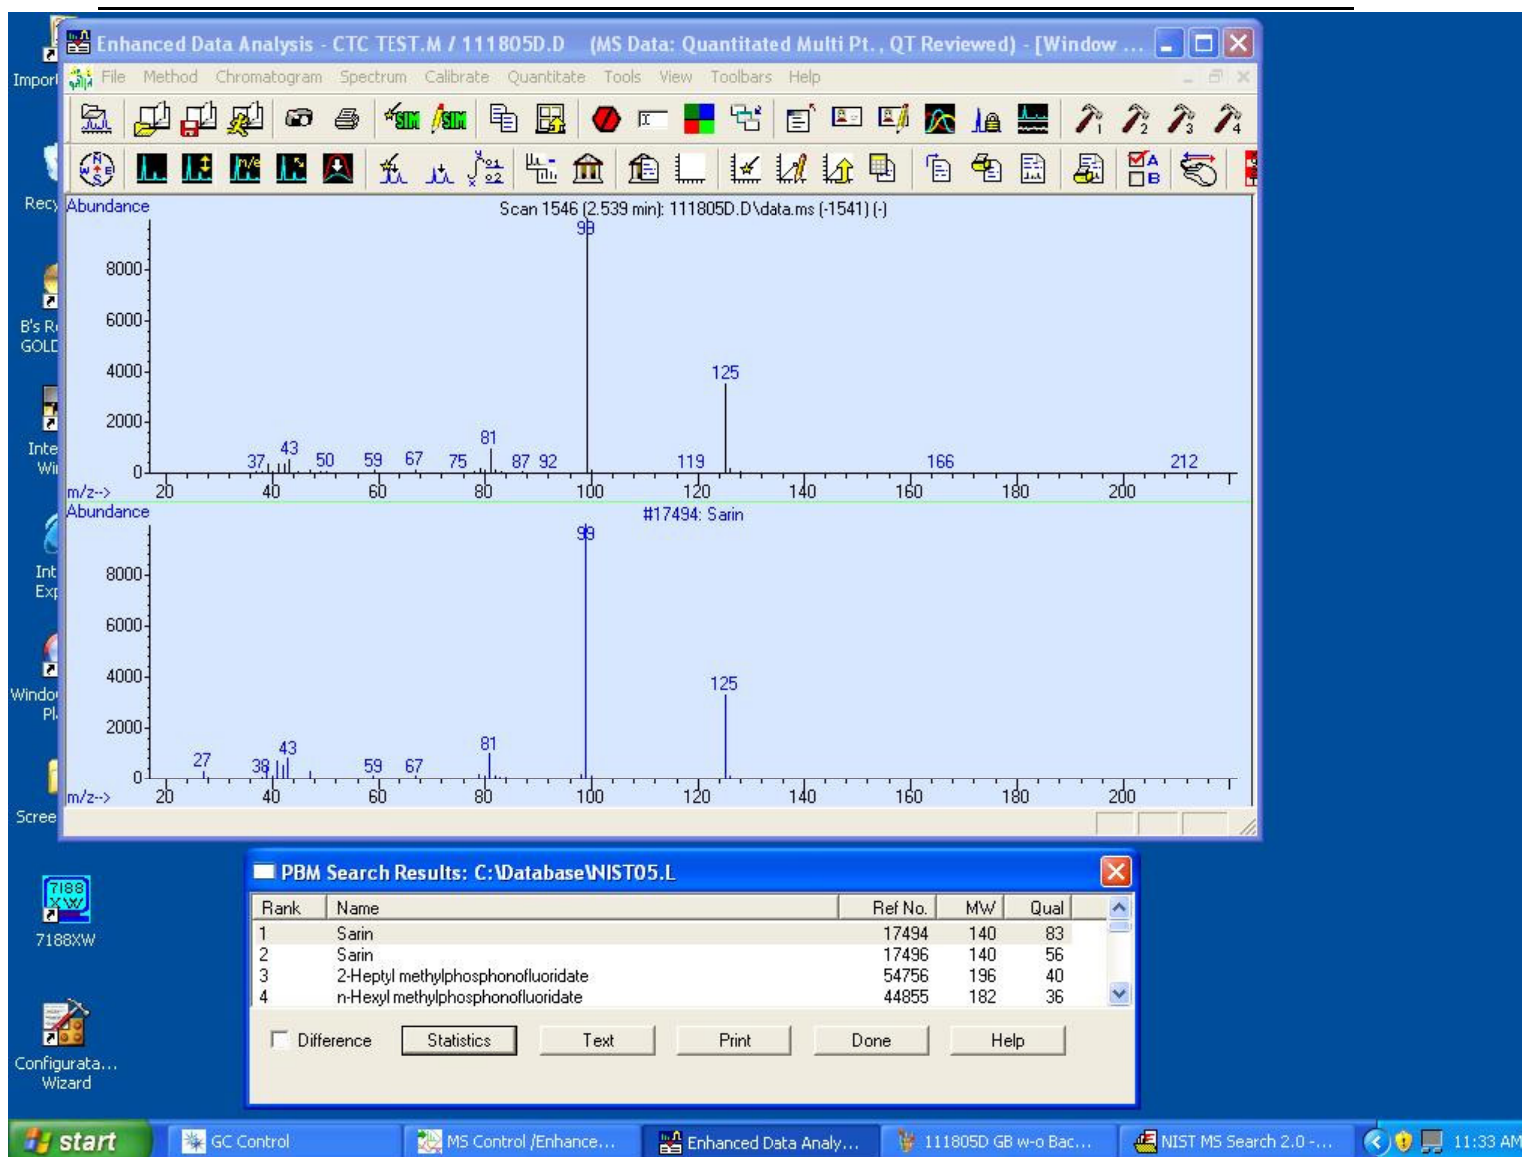 Enhanced Data Analysis - CTC TEST.M / 111805D.D (MS Data: Quantitated Multi Pt., QT Reviewed) - [Window ...
File Method Chromatogram Spectrum Calibrate Quantitate Tools View Toolbars Help
Abundance
Scan 1546 (2.539 min): 111805D.D\data.ms (-1541) (-)
99
8000
6000
4000
125
2000
37 43 50 59 67 75 81 87 92 119 166 212
0
m/z--> 20 40 60 80 100 120 140 160 180 200
Abundance
#17494: Sarin
99
8000
6000
4000
125
2000
27 38 43 59 67 81
0
m/z--> 20 40 60 80 100 120 140 160 180 200
PBM Search Results: C:\Database\NIST05.L
Rank Name Ref No. MW Qual
1 Sarin 17494 140 83
2 Sarin 17496 140 56
3 2-Heptyl methylphosphonofluoridate 54756 196 40
4 n-Hexyl methylphosphonofluoridate 44855 182 36
Difference Statistics Text Print Done Help
Impor
Recy
B's R
GOLD
Inte
Wi
Int
Exp
Windo
Pl
Scree
7188
XW
7188XW
Configurata...
Wizard
start GC Control MS Control /Enhance... Enhanced Data Analy... 111805D GB w-o Bac... NIST MS Search 2.0 -... 11:33 AM